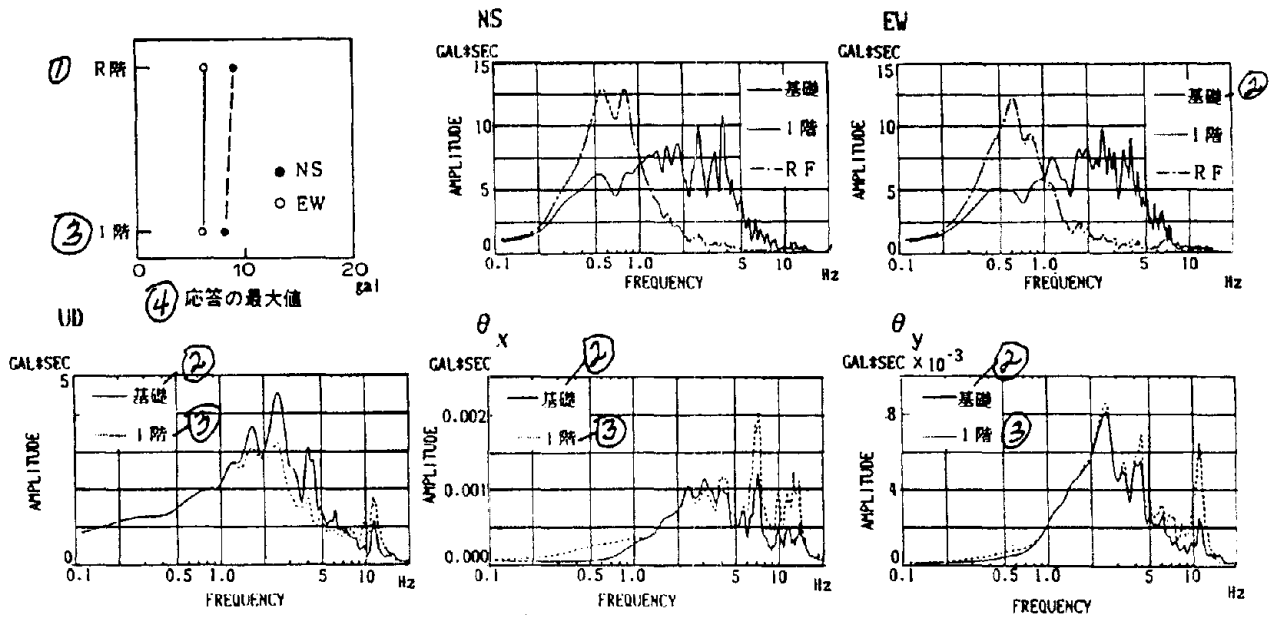 ① R階
● NS
○ EW
③ 1階
0 10 20
gal
④ 応答の最大値
NS
GAL*SEC
15
10
5
0
AMPLITUDE
基礎
1階
RF
0.1 0.5 1.0 5 10
Hz
FREQUENCY
EW
GAL*SEC
15
10
5
0
AMPLITUDE
基礎 ②
1階
RF
0.1 0.5 1.0 5 10
Hz
FREQUENCY
UD
GAL*SEC
5
0
AMPLITUDE
②
基礎
1階 ③
0.1 0.5 1.0 5 10
Hz
FREQUENCY
θx
GAL*SEC
0.002
0.001
0.000
AMPLITUDE
②
基礎
1階 ③
0.1 0.5 1.0 5 10
Hz
FREQUENCY
θy
GAL*SEC × 10⁻³
8
4
0
AMPLITUDE
②
基礎
1階 ③
0.1 0.5 1.0 5 10
Hz
FREQUENCY